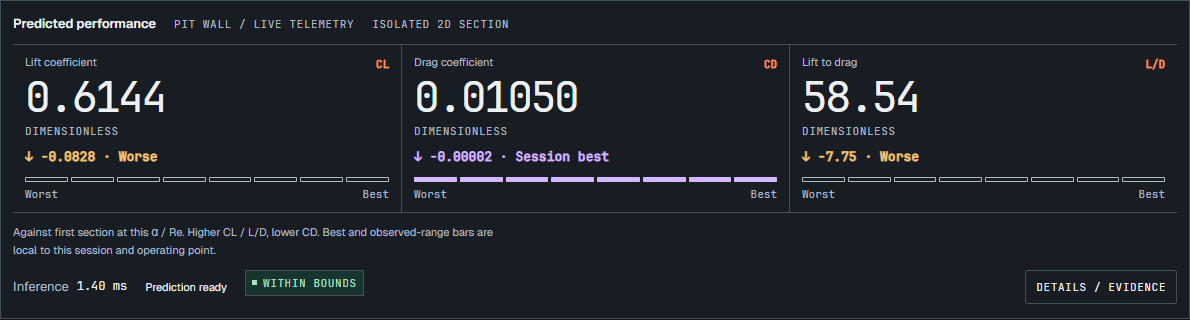 Predicted performance PIT WALL / LIVE TELEMETRY ISOLATED 2D SECTION
Lift coefficient CL
0.6144
DIMENSIONLESS
↓ -0.0828 · Worse
Worst Best
Drag coefficient CD
0.01050
DIMENSIONLESS
↓ -0.00002 · Session best
Worst Best
Lift to drag L/D
58.54
DIMENSIONLESS
↓ -7.75 · Worse
Worst Best
Against first section at this α / Re. Higher CL / L/D, lower CD. Best and observed-range bars are
local to this session and operating point.
Inference 1.40 ms Prediction ready WITHIN BOUNDS DETAILS / EVIDENCE